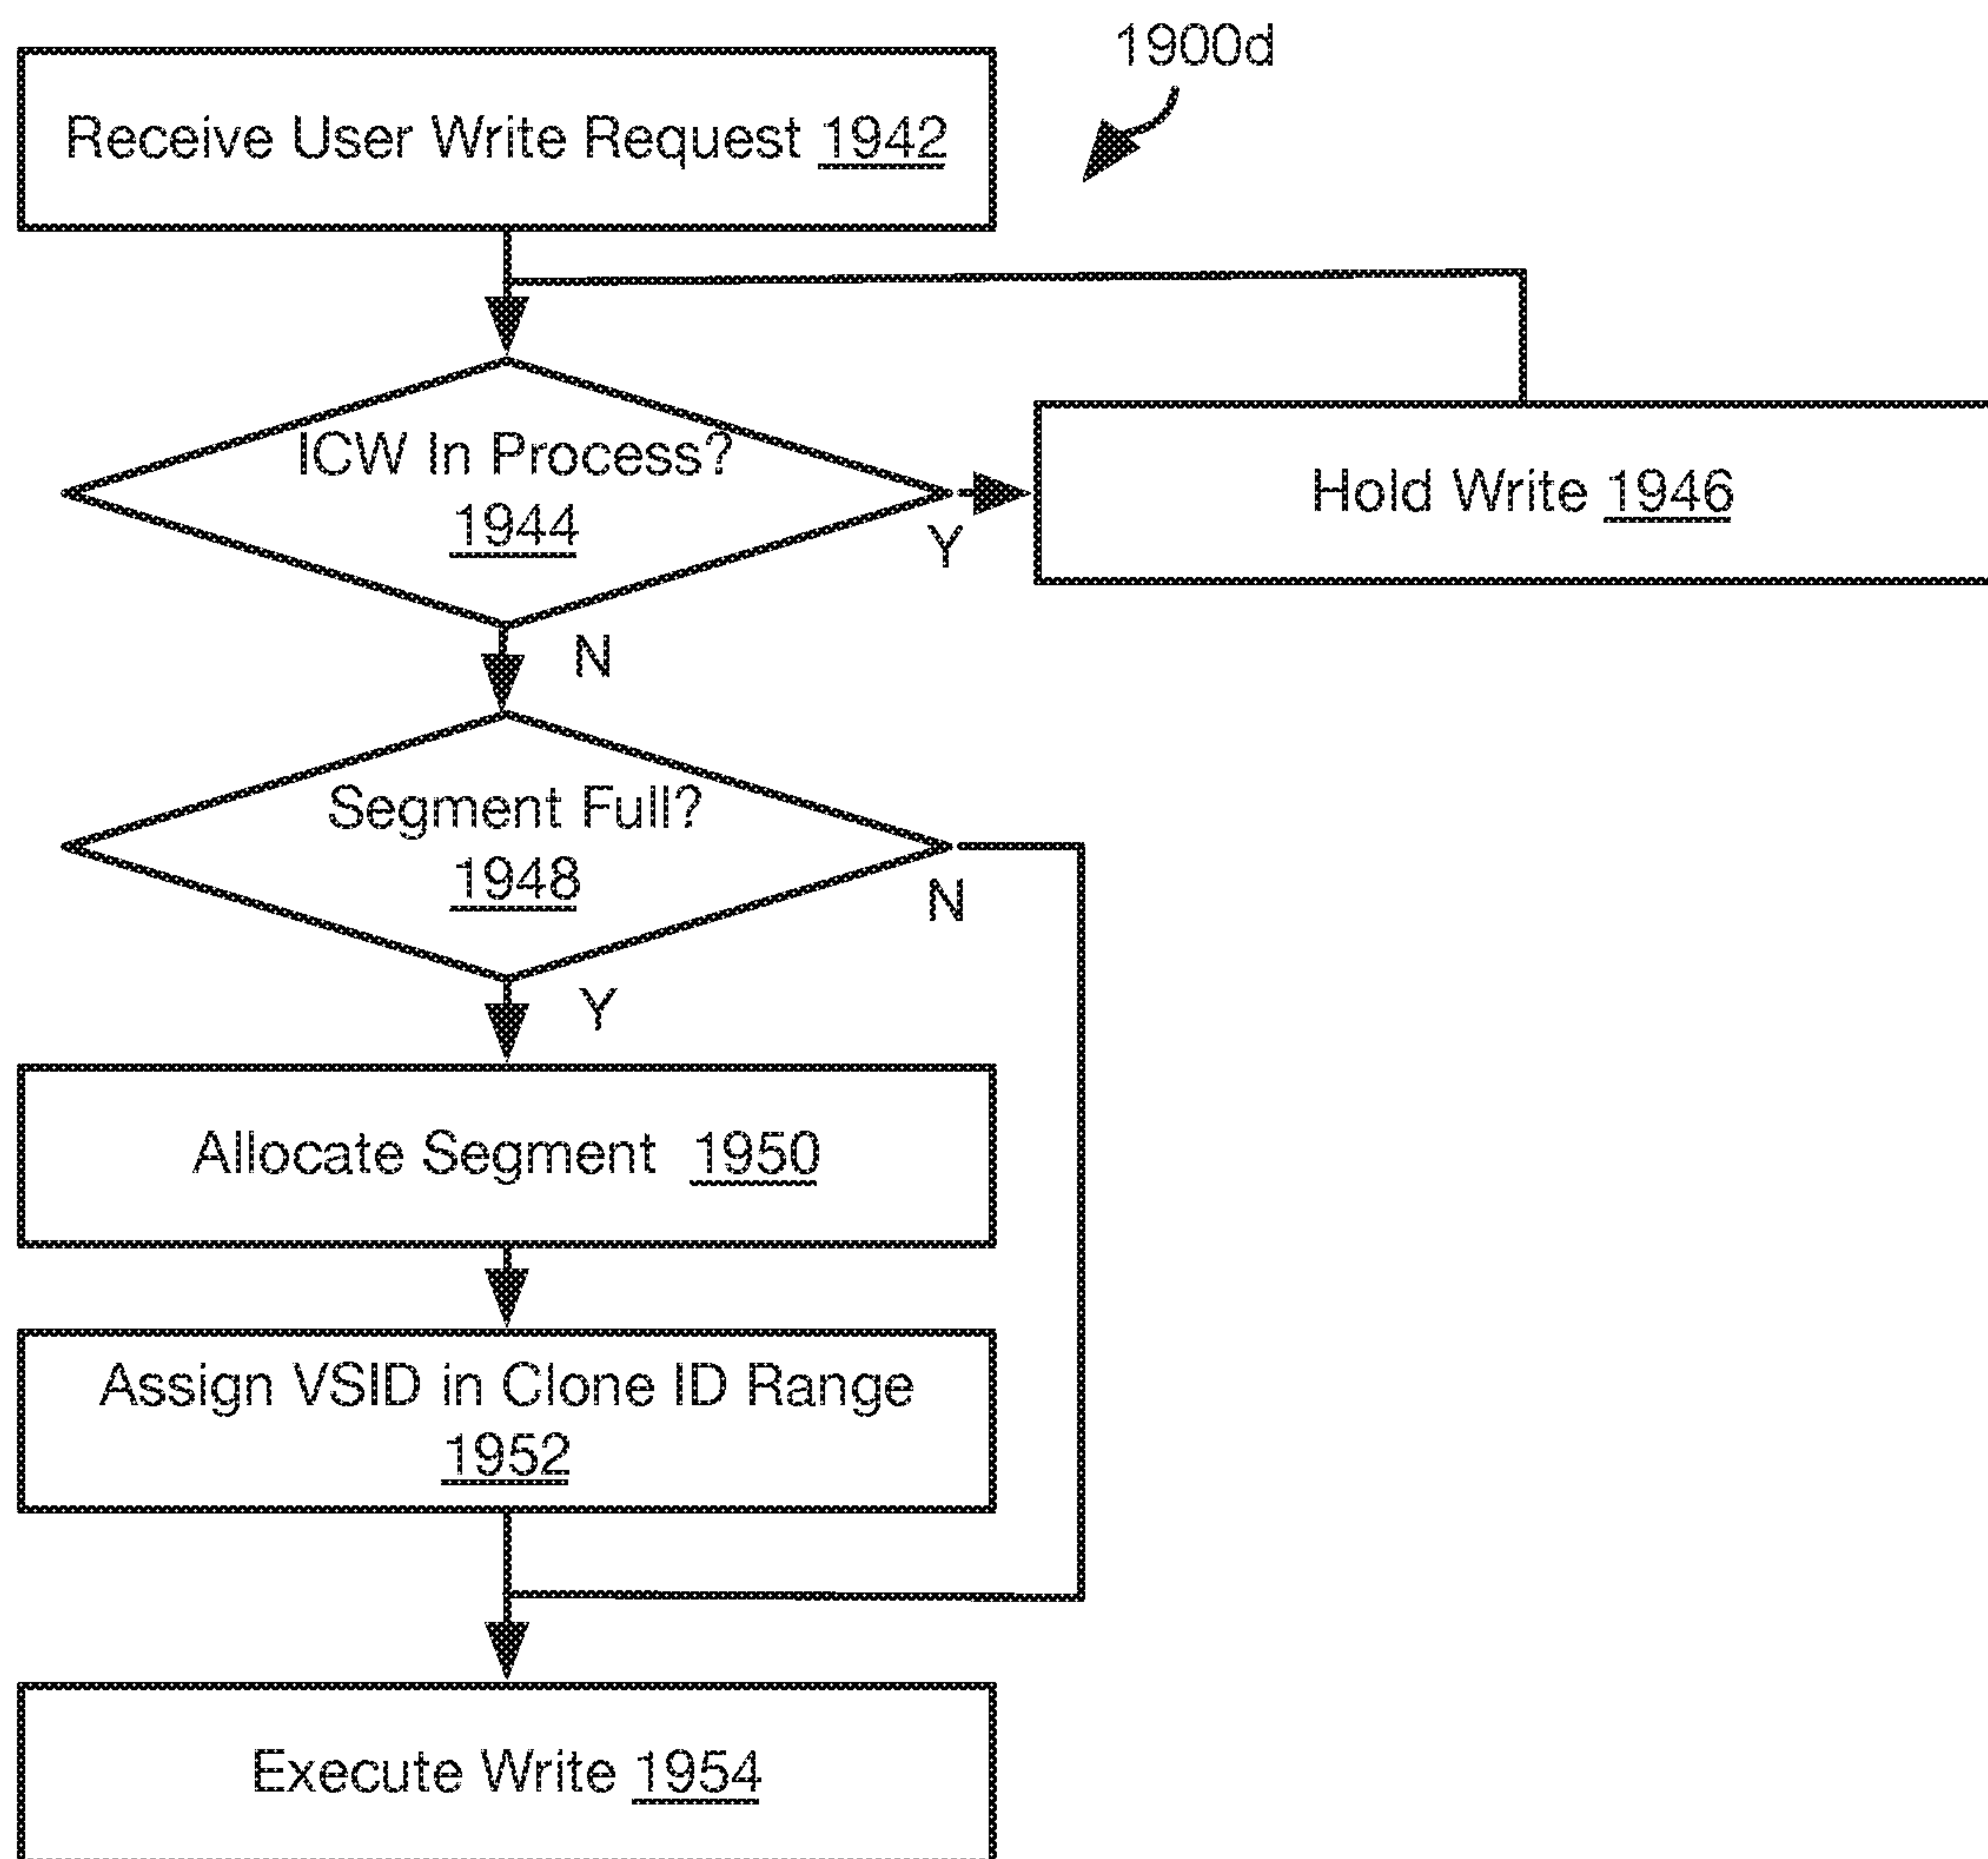 1900d
Receive User Write Request 1942
ICW In Process?
1944
Y
Hold Write 1946
N
Segment Full?
1948
N
Y
Allocate Segment 1950
Assign VSID in Clone ID Range
1952
Execute Write 1954